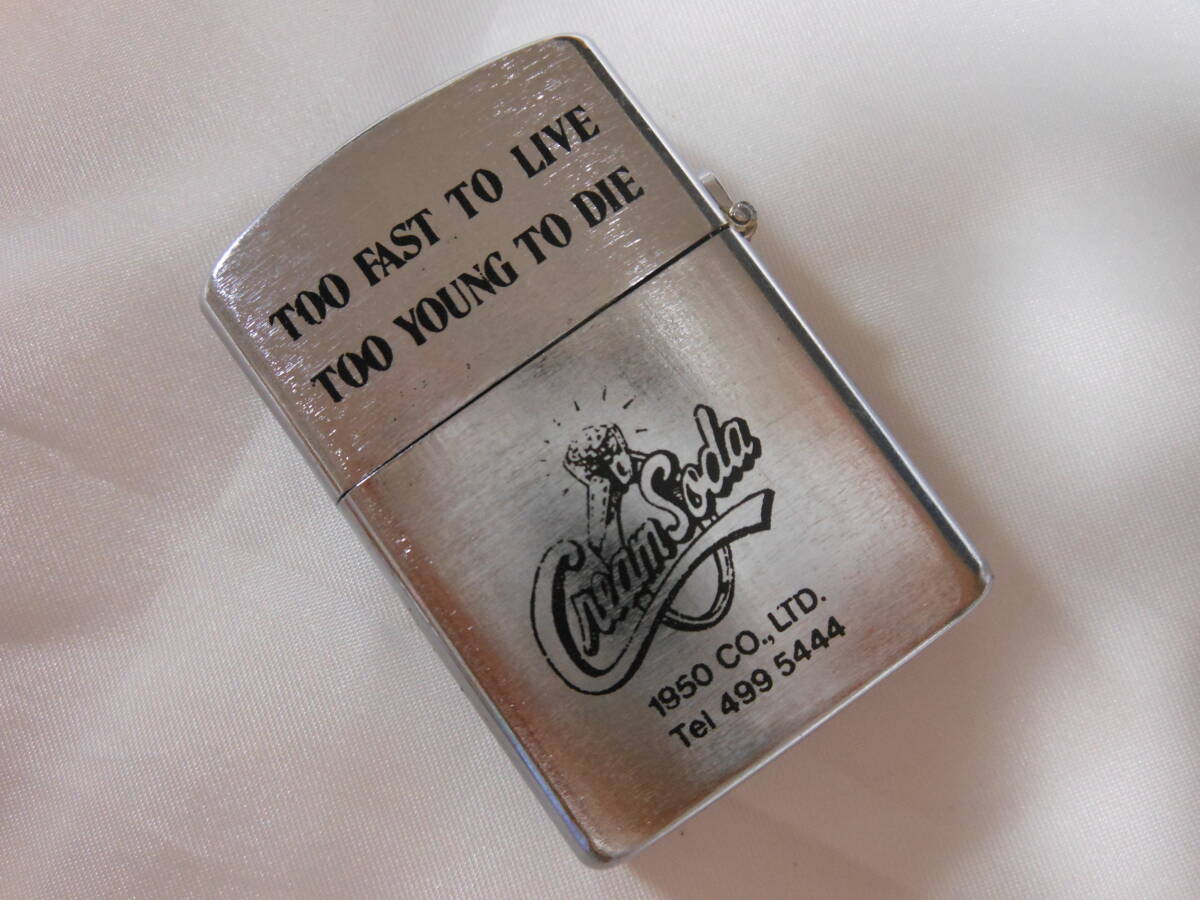 TOO FAST TO LIVE
TOO YOUNG TO DIE
Cream Soda
1950 CO., LTD.
Tel 499 5444